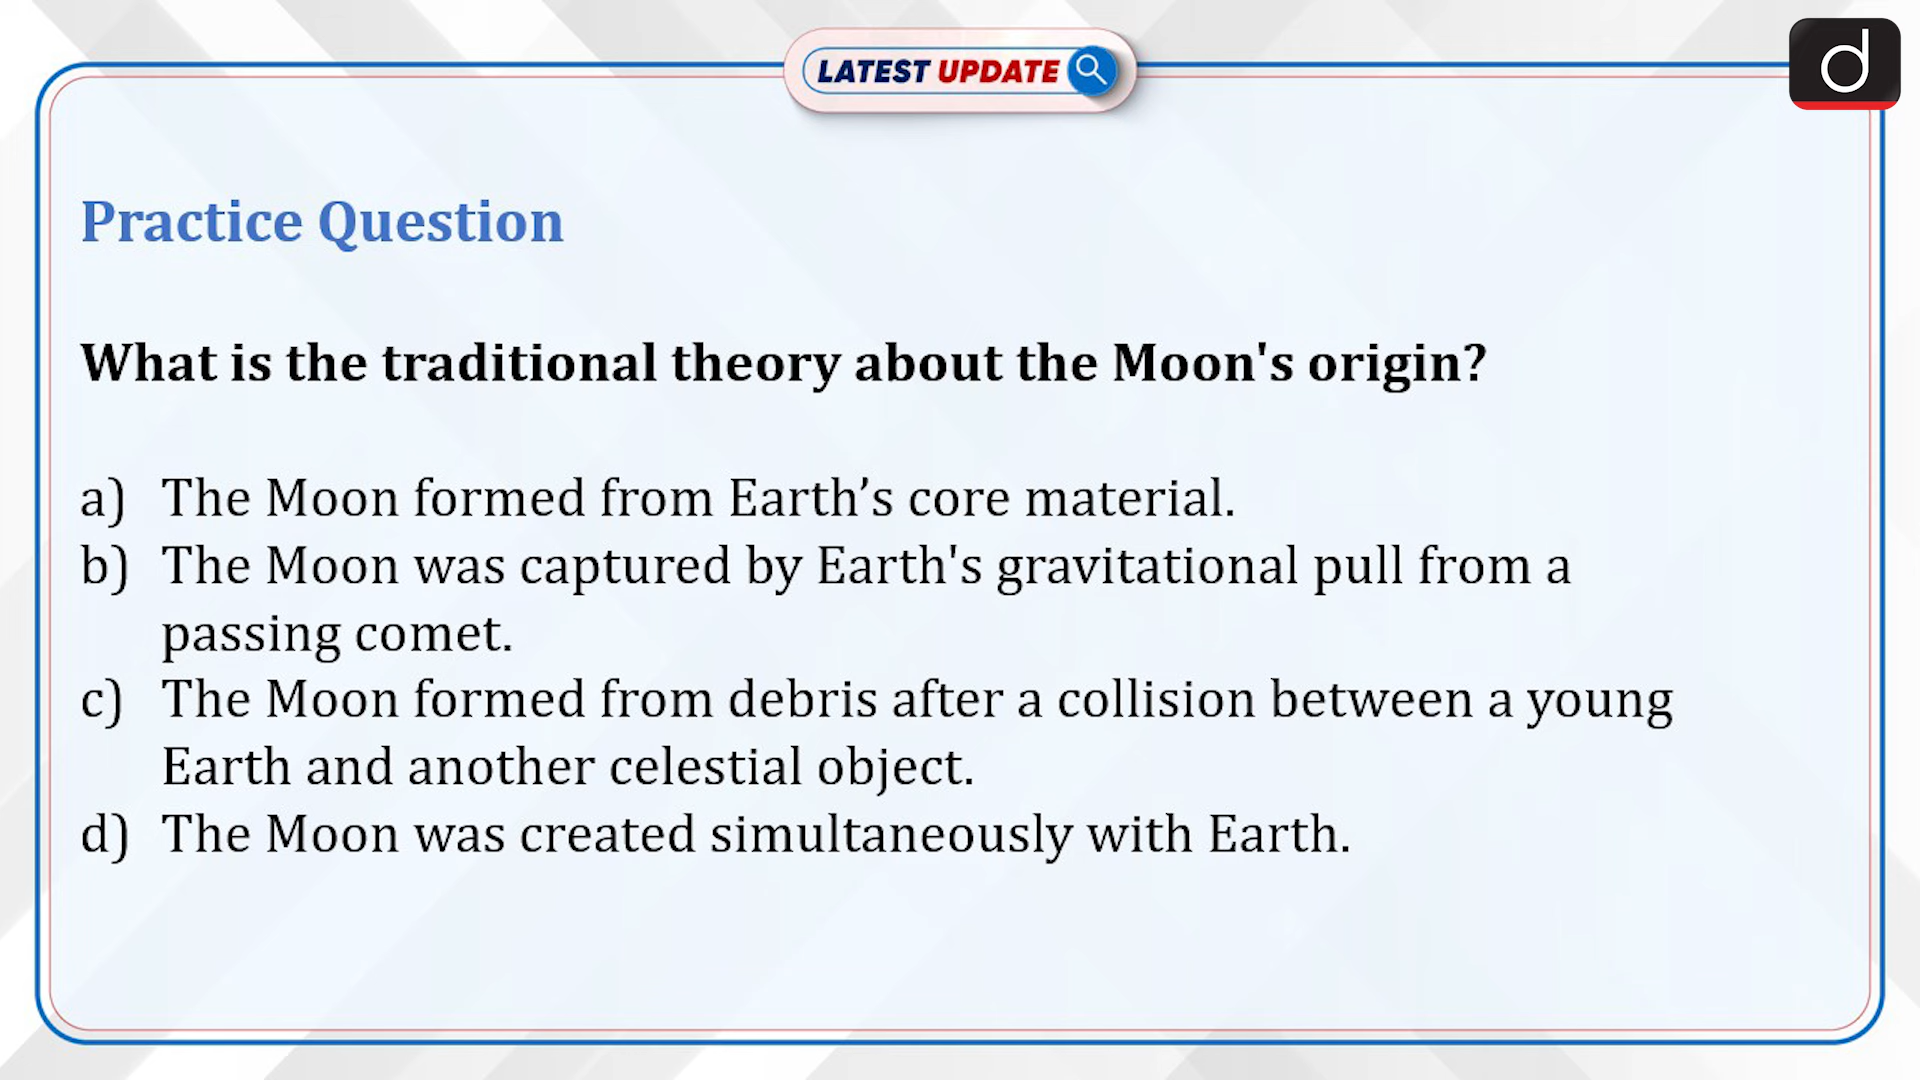 LATEST UPDATE
d
Practice Question
What is the traditional theory about the Moon's origin?
a) The Moon formed from Earth’s core material.
b) The Moon was captured by Earth's gravitational pull from a
passing comet.
c) The Moon formed from debris after a collision between a young
Earth and another celestial object.
d) The Moon was created simultaneously with Earth.